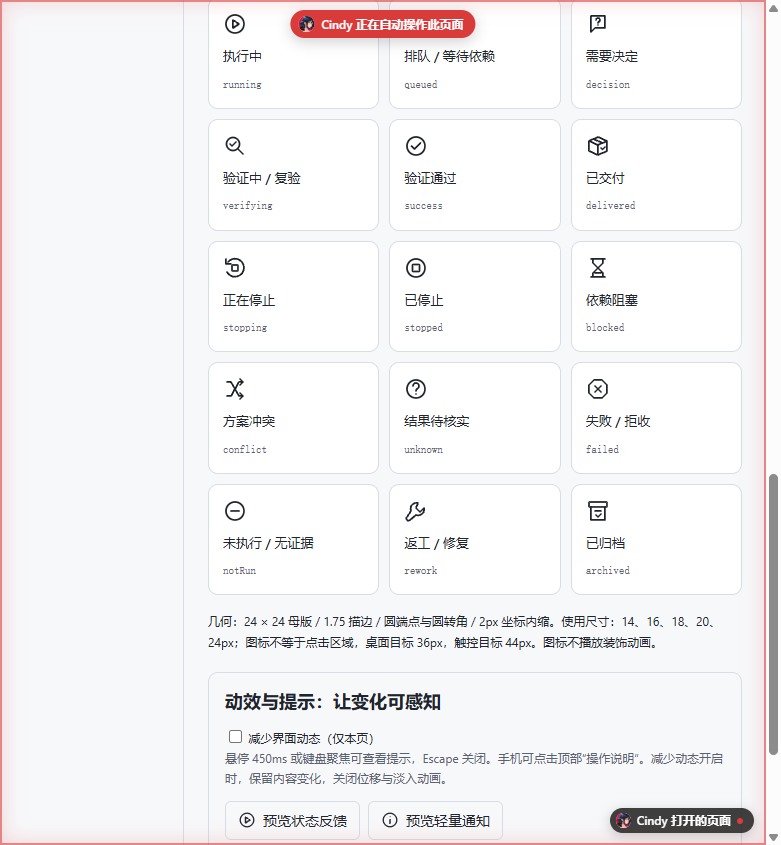 Cindy 正在自动操作此页面
执行中
running
排队 / 等待依赖
queued
需要决定
decision
验证中 / 复验
verifying
验证通过
success
已交付
delivered
正在停止
stopping
已停止
stopped
依赖阻塞
blocked
方案冲突
conflict
结果待核实
unknown
失败 / 拒收
failed
未执行 / 无证据
notRun
返工 / 修复
rework
已归档
archived
几何：24 × 24 母版 / 1.75 描边 / 圆端点与圆转角 / 2px 坐标内缩。使用尺寸：14、16、18、20、
24px；图标不等于点击区域，桌面目标 36px，触控目标 44px。图标不播放装饰动画。
动效与提示：让变化可感知
减少界面动态（仅本页）
悬停 450ms 或键盘聚焦可查看提示，Escape 关闭。手机可点击顶部“操作说明”。减少动态开启
时，保留内容变化，关闭位移与淡入动画。
预览状态反馈
预览轻量通知
Cindy 打开的页面